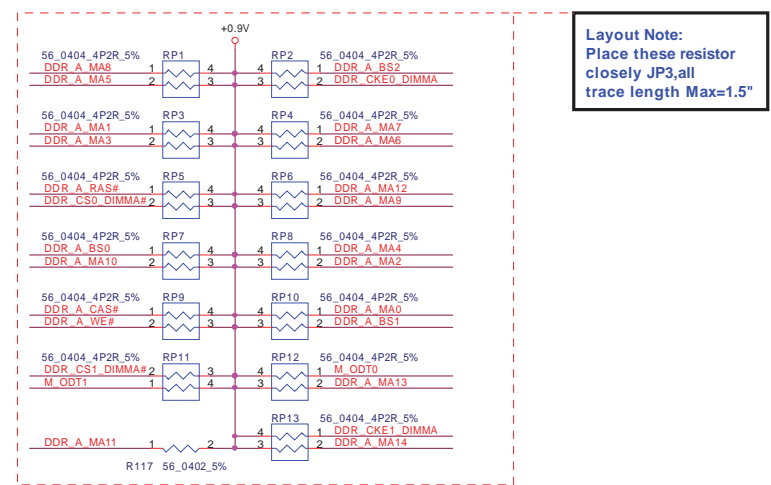 +0.9V
56_0404_4P2R_5% RP1 RP2 56_0404_4P2R_5%
DDR_A_MA8 1 4 4 1 DDR_A_BS2
DDR_A_MA5 2 3 3 2 DDR_CKE0_DIMMA
56_0404_4P2R_5% RP3 RP4 56_0404_4P2R_5%
DDR_A_MA1 1 4 4 1 DDR_A_MA7
DDR_A_MA3 2 3 3 2 DDR_A_MA6
56_0404_4P2R_5% RP5 RP6 56_0404_4P2R_5%
DDR_A_RAS# 1 4 4 1 DDR_A_MA12
DDR_CS0_DIMMA# 2 3 3 2 DDR_A_MA9
56_0404_4P2R_5% RP7 RP8 56_0404_4P2R_5%
DDR_A_BS0 1 4 4 1 DDR_A_MA4
DDR_A_MA10 2 3 3 2 DDR_A_MA2
56_0404_4P2R_5% RP9 RP10 56_0404_4P2R_5%
DDR_A_CAS# 1 4 4 1 DDR_A_MA0
DDR_A_WE# 2 3 3 2 DDR_A_BS1
56_0404_4P2R_5% RP11 RP12 56_0404_4P2R_5%
DDR_CS1_DIMMA# 2 3 4 1 M_ODT0
M_ODT1 1 4 3 2 DDR_A_MA13
RP13 56_0404_4P2R_5%
4 1 DDR_CKE1_DIMMA
DDR_A_MA11 1 2 3 2 DDR_A_MA14
R117 56_0402_5%
Layout Note:
Place these resistor
closely JP3,all
trace length Max=1.5"